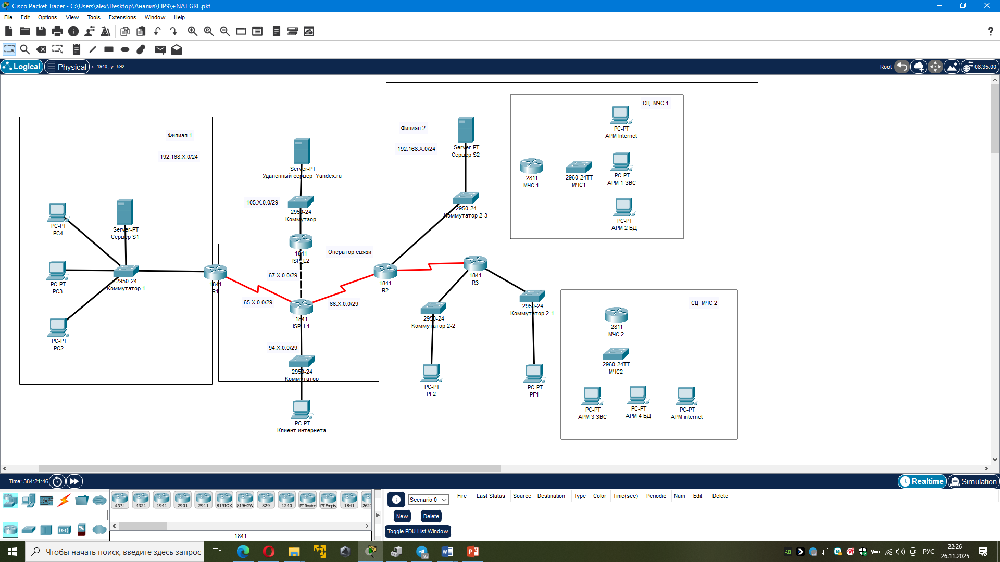 Cisco Packet Tracer - C:\Users\alex\Desktop\Анализ\ПР9\+NAT GRE.pkt
File Edit Options View Tools Extensions Window Help
Logical Physical x: 1940, y: 592
Root 08:35:00
СЦ МЧС 1
PC-PT
АРМ Internet
Филиал 1
192.168.X.0/24
Филиал 2
192.168.X.0/24
Server-PT
Сервер S2
Server-PT
Удаленный сервер Yandex.ru
2811
МЧС 1
2960-24TT
МЧС1
PC-PT
АРМ 1 ЗВС
105.X.0.0/29
2950-24
Коммутаор
2950-24
Коммутатор 2-3
PC-PT
АРМ 2 БД
PC-PT
PC4
Server-PT
Сервер S1
1841
ISP_L2
Оператор связи
67.X.0.0/29
PC-PT
PC3
2950-24
Коммутатор 1
1841
R1
1841
R2
1841
R3
65.X.0.0/29
66.X.0.0/29
1841
ISP_L1
2950-24
Коммутатор 2-2
2950-24
Коммутатор 2-1
СЦ МЧС 2
2811
МЧС 2
PC-PT
PC2
94.X.0.0/29
2950-24
Коммутатор
2960-24TT
МЧС2
PC-PT
РГ2
PC-PT
РГ1
PC-PT
АРМ 3 ЗВС
PC-PT
АРМ 4 БД
PC-PT
АРМ internet
PC-PT
Клиент интернета
Time: 384:21:46
Realtime Simulation
4331 4321 1941 2901 2911 819IOX 819HGW 829 1240 PT-Router PT-Empty 1841 2620
1841
Scenario 0
New Delete
Toggle PDU List Window
Fire Last Status Source Destination Type Color Time(sec) Periodic Num Edit Delete
Чтобы начать поиск, введите здесь запрос
93
РУС
22:26
26.11.2025